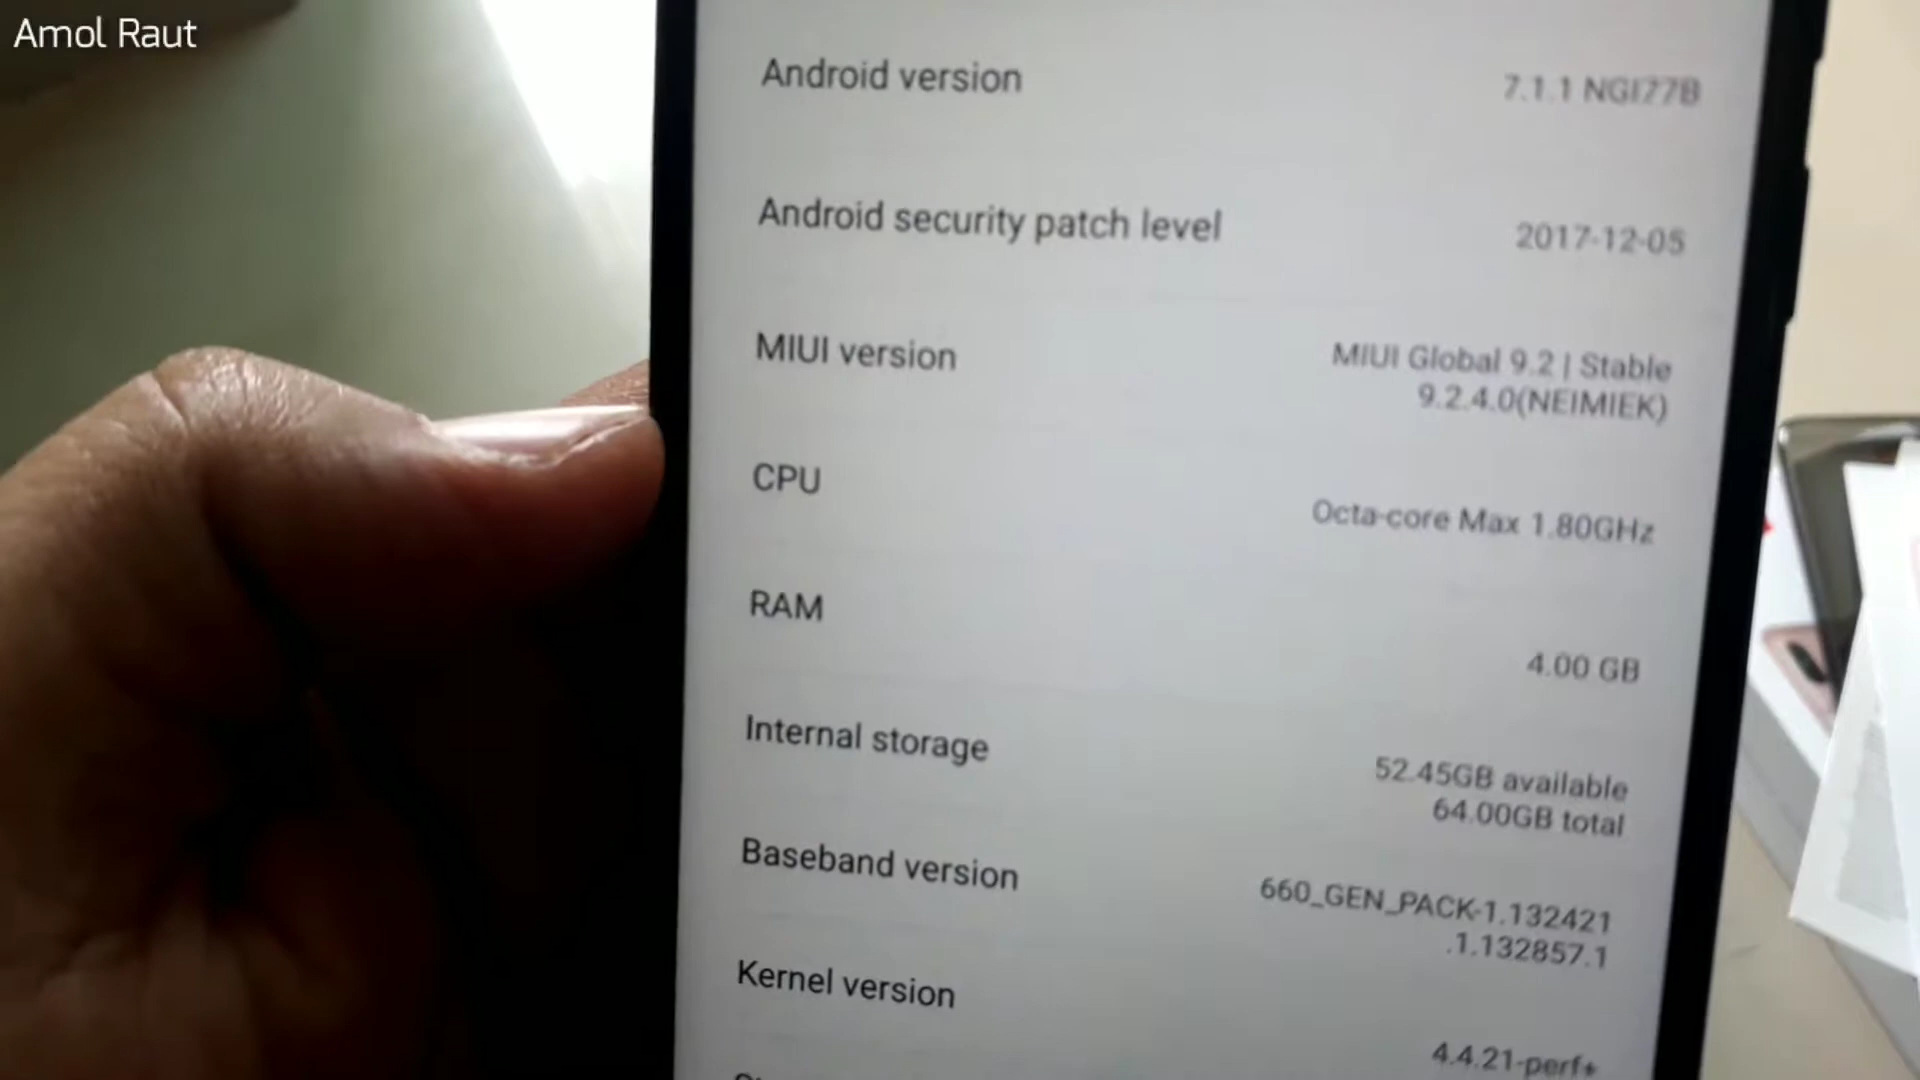 Amol Raut
Android version
7.1.1 NGI77B
Android security patch level
2017-12-05
MIUI version
MIUI Global 9.2 | Stable
9.2.4.0(NEIMIEK)
CPU
Octa-core Max 1.80GHz
RAM
4.00 GB
Internal storage
52.45GB available
64.00GB total
Baseband version
660_GEN_PACK-1.132421
.1.132857.1
Kernel version
4.4.21-perf+